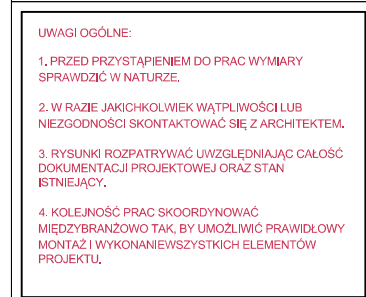 UWAGI OGÓLNE:
1. PRZED PRZYSTĄPIENIEM DO PRAC WYMIARY
SPRAWDZIĆ W NATURZE.
2. W RAZIE JAKICHKOLWIEK WĄTPLIWOŚCI LUB
NIEZGODNOŚCI SKONTAKTOWAĆ SIĘ Z ARCHITEKTEM.
3. RYSUNKI ROZPATRYWAĆ UWZGLĘDNIAJĄC CAŁOŚĆ
DOKUMENTACJI PROJEKTOWEJ ORAZ STAN
ISTNIEJĄCY.
4. KOLEJNOŚĆ PRAC SKOORDYNOWAĆ
MIĘDZYBRANŻOWO TAK, BY UMOŻLIWIĆ PRAWIDŁOWY
MONTAŻ I WYKONANIEWSZYSTKICH ELEMENTÓW
PROJEKTU.